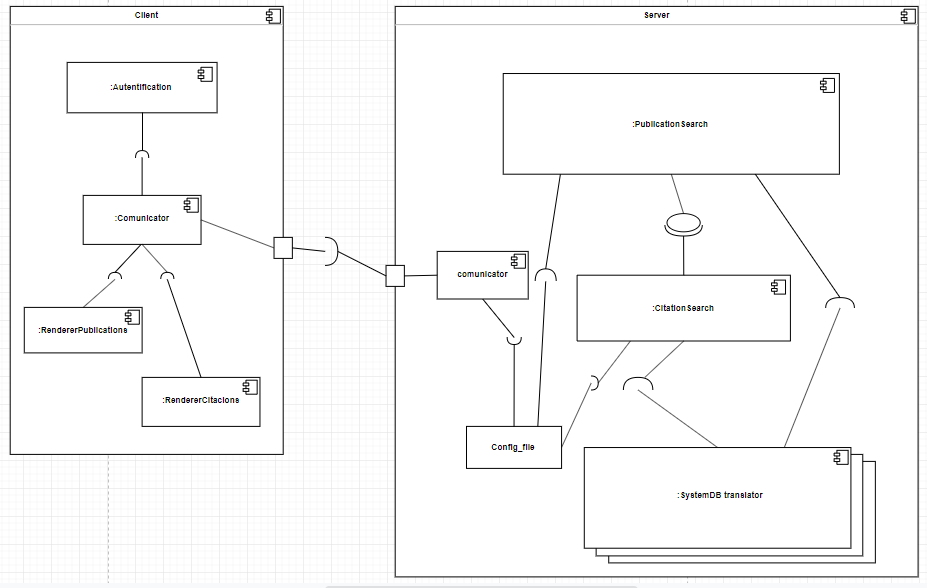 Client
Server
:Autentification
:PublicationSearch
:Comunicator
comunicator
:CitationSearch
:RendererPublications
:RendererCitacions
Config_file
:SystemDB translator